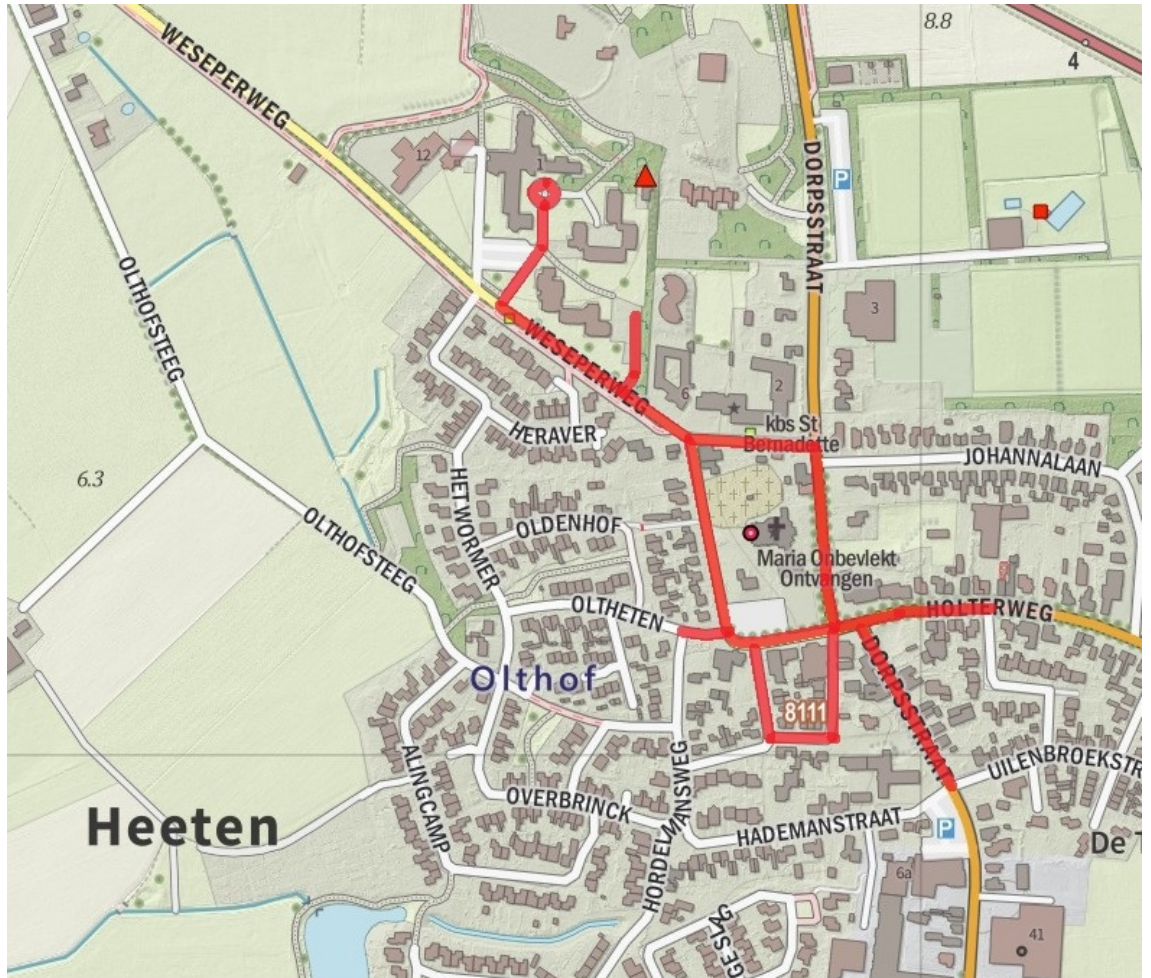 8.8
4
WESEPERWEG
12
1
DORPSSTRAAT
P
OLTHOFSTEEG
3
WESEPERWEG
6
2
kbs St
Bernadette
HERAVER
JOHANNALAAN
6.3
HET WORMER
OLDENHOF
OLTHOFSTEEG
Maria Onbevlekt
Ontvangen
OLTHETEN
HOLTERWEG
Olthof
DORPSSTRAAT
8111
ALINGCAMP
HORDELMANSWEG
UILENBROEKSTR
OVERBRINCK
Heeten
HADEMANSTRAAT
P
De T
6a
GESLAG
41